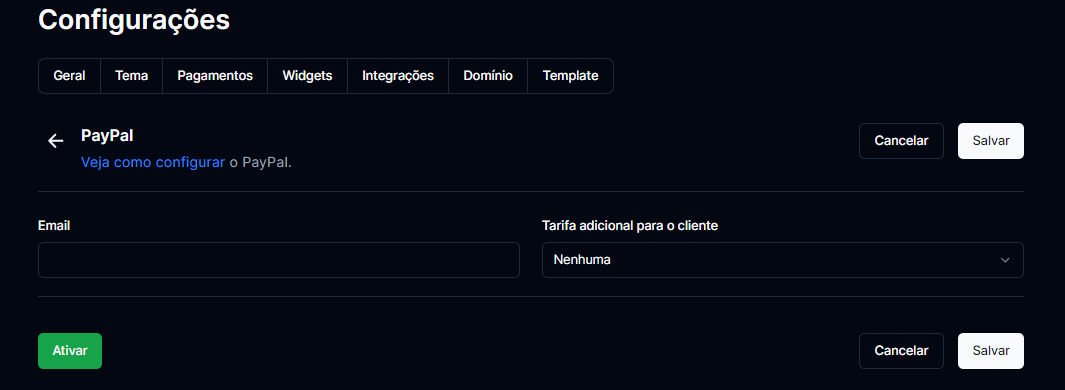 Configurações
Geral Tema Pagamentos Widgets Integrações Domínio Template
PayPal
Veja como configurar o PayPal.
Cancelar Salvar
Email
Tarifa adicional para o cliente
Nenhuma
Ativar
Cancelar Salvar